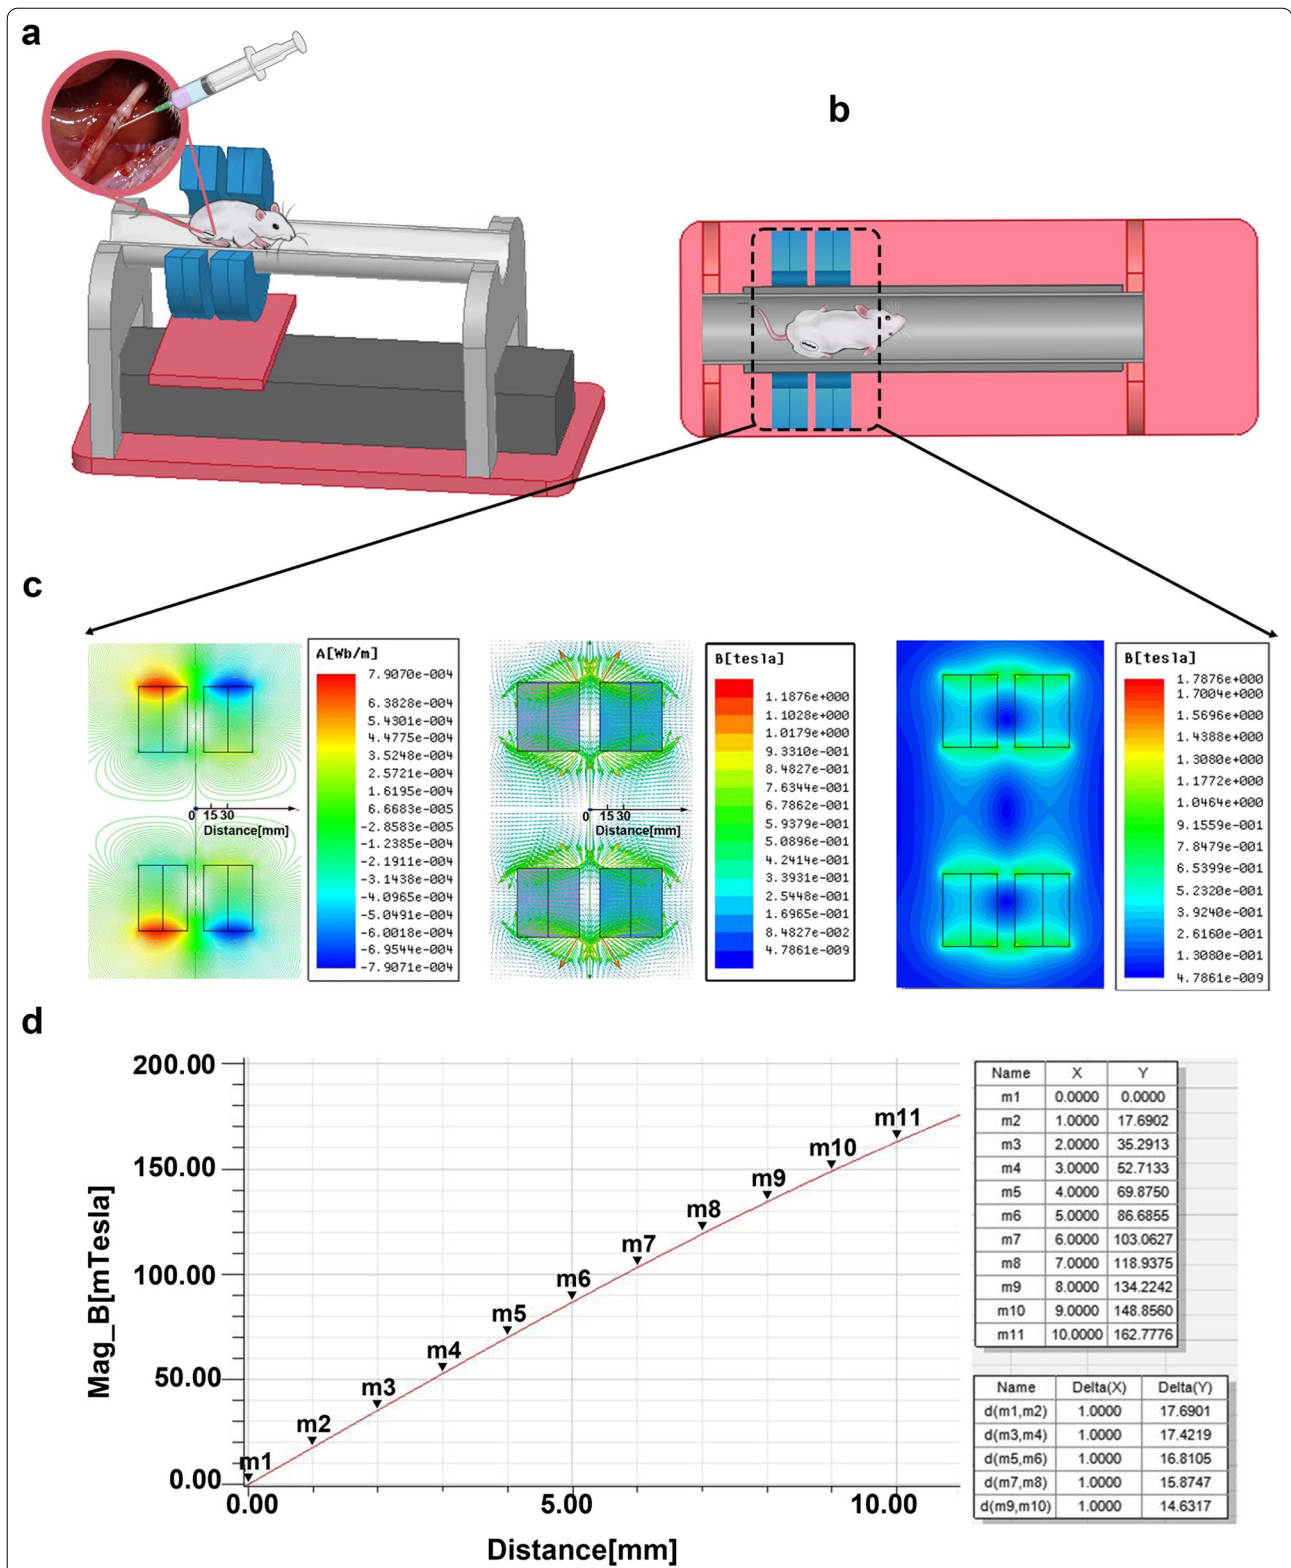 a
b
c
A[Wb/m]
7.9070e-004
6.3828e-004
5.4301e-004
4.4775e-004
3.5248e-004
2.5721e-004
1.6195e-004
6.6683e-005
-2.8583e-005
-1.2385e-004
-2.1911e-004
-3.1438e-004
-4.0965e-004
-5.0491e-004
-6.0018e-004
-6.9544e-004
-7.9071e-004
0 15 30
Distance[mm]
B[tesla]
1.1876e+000
1.1028e+000
1.0179e+000
9.3310e-001
8.4827e-001
7.6344e-001
6.7862e-001
5.9379e-001
5.0896e-001
4.2414e-001
3.3931e-001
2.5448e-001
1.6965e-001
8.4827e-002
4.7861e-009
0 15 30
Distance[mm]
B[tesla]
1.7876e+000
1.7004e+000
1.5696e+000
1.4388e+000
1.3080e+000
1.1772e+000
1.0464e+000
9.1559e-001
7.8479e-001
6.5399e-001
5.2320e-001
3.9240e-001
2.6160e-001
1.3080e-001
4.7861e-009
d
Mag_B[mTesla]
200.00
150.00
100.00
50.00
0.00
m1
m2
m3
m4
m5
m6
m7
m8
m9
m10
m11
0.00 5.00 10.00
Distance[mm]
Name X Y
m1 0.0000 0.0000
m2 1.0000 17.6902
m3 2.0000 35.2913
m4 3.0000 52.7133
m5 4.0000 69.8750
m6 5.0000 86.6855
m7 6.0000 103.0627
m8 7.0000 118.9375
m9 8.0000 134.2242
m10 9.0000 148.8560
m11 10.0000 162.7776
Name Delta(X) Delta(Y)
d(m1,m2) 1.0000 17.6901
d(m3,m4) 1.0000 17.4219
d(m5,m6) 1.0000 16.8105
d(m7,m8) 1.0000 15.8747
d(m9,m10) 1.0000 14.6317